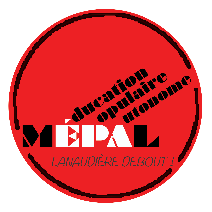 ducation
opulaire
utonome
MÉPAL
LANAUDIÈRE DEBOUT !